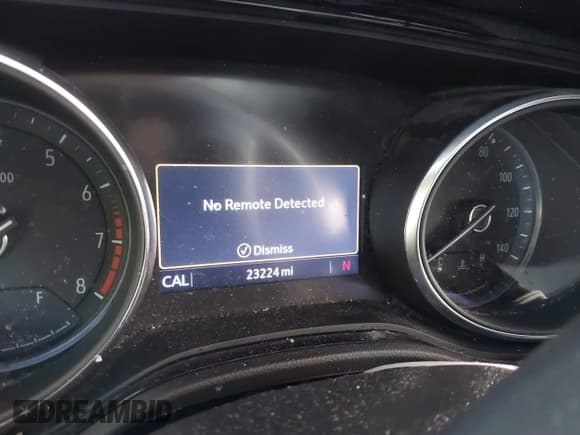 No Remote Detected
Dismiss
CAL 23224 mi N
5
6
7
8
F
80
100
120
140
C H
DREAMBID